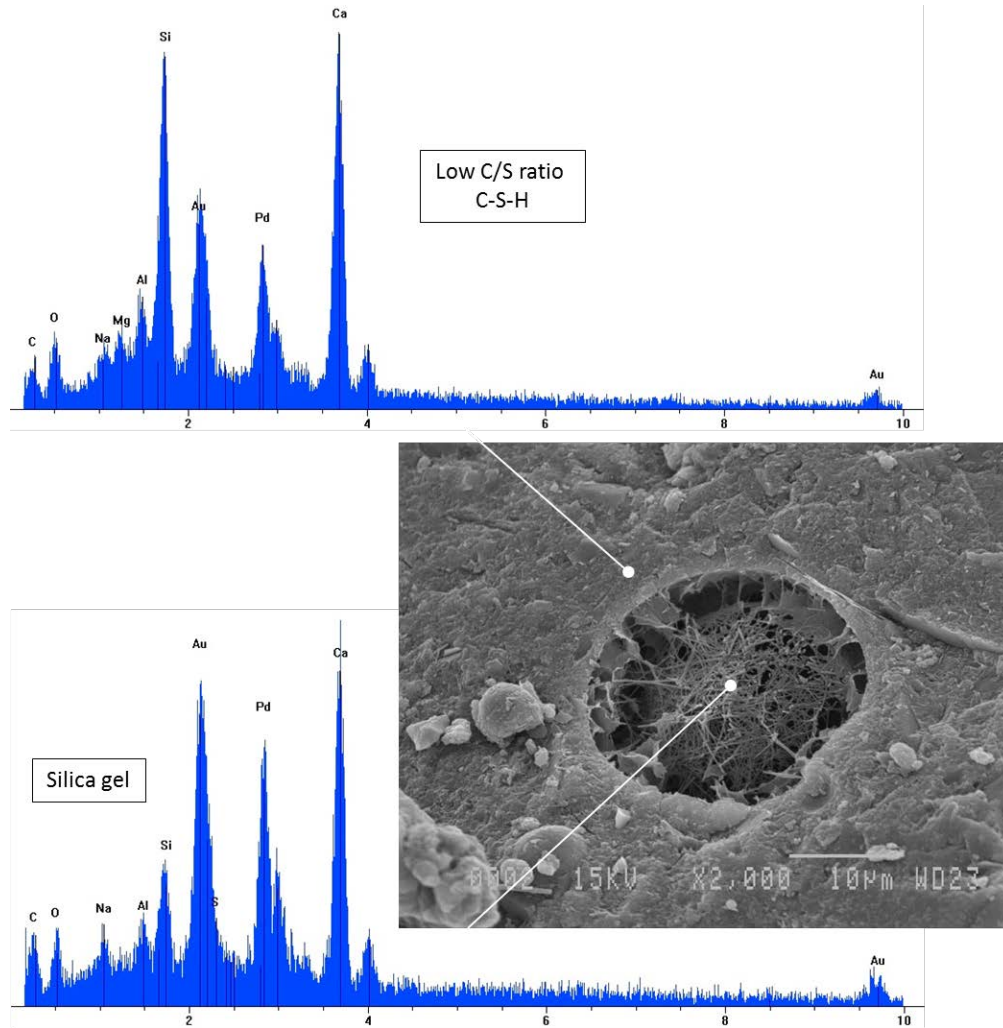 Ca
Si
Au
Pd
Al
O
Mg
Na
C
Au
2
4
6
8
10
Low C/S ratio
C-S-H
Au
Ca
Pd
Si
S
Na
Al
C
O
Au
2
4
6
8
10
Silica gel
0002 15KV X2,000 10µm WD23